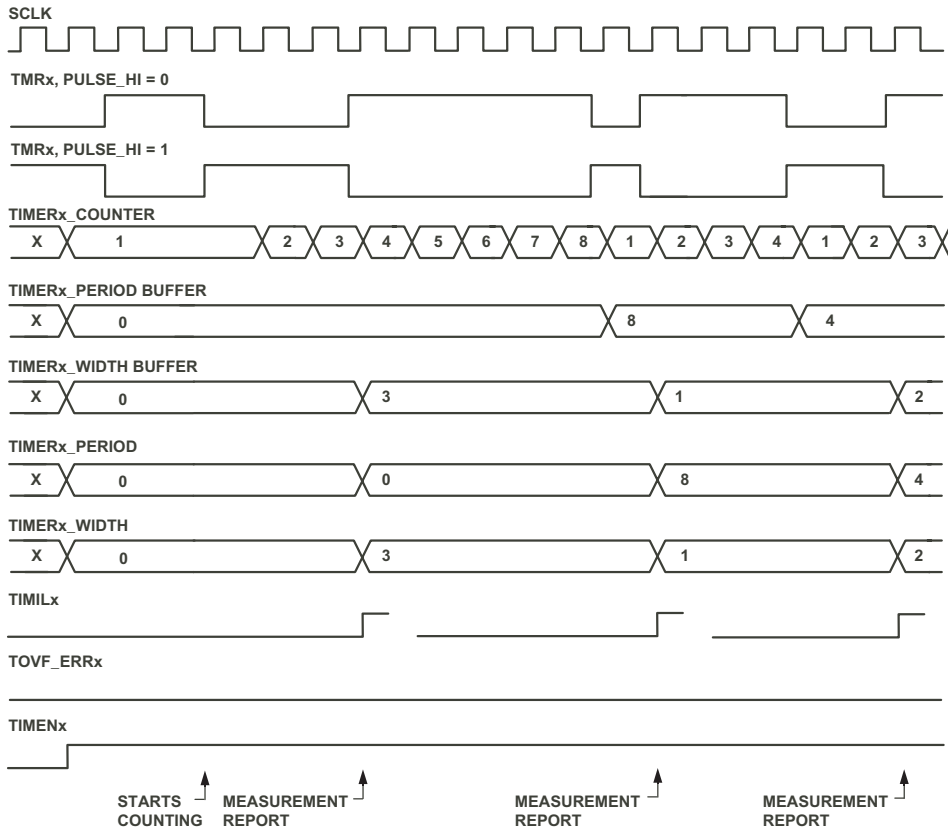 SCLK
TMRx, PULSE_HI = 0
TMRx, PULSE_HI = 1
TIMERx_COUNTER
X 1 2 3 4 5 6 7 8 1 2 3 4 1 2 3
TIMERx_PERIOD BUFFER
X 0 8 4
TIMERx_WIDTH BUFFER
X 0 3 1 2
TIMERx_PERIOD
X 0 0 8 4
TIMERx_WIDTH
X 0 3 1 2
TIMILx
TOVF_ERRx
TIMENx
STARTS COUNTING
MEASUREMENT REPORT
MEASUREMENT REPORT
MEASUREMENT REPORT